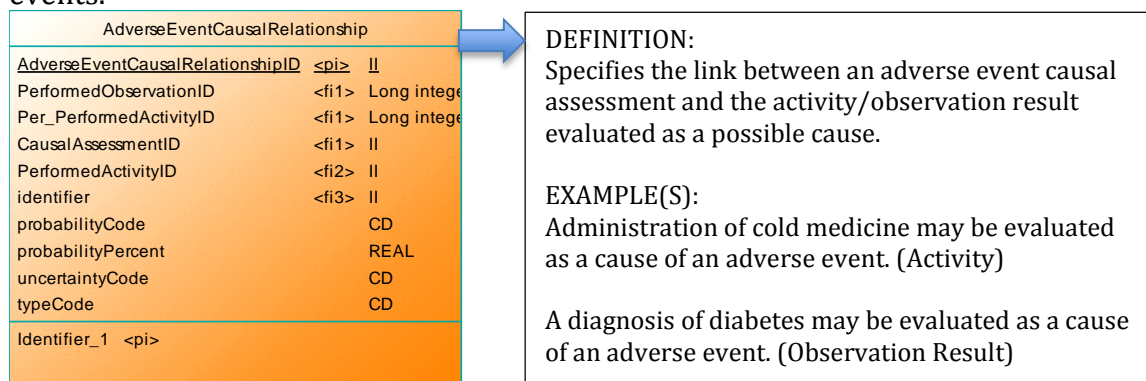 events.
AdverseEventCausalRelationship
AdverseEventCausalRelationshipID <pi> II
PerformedObservationID <fi1> Long intege
Per_PerformedActivityID <fi1> Long intege
CausalAssessmentID <fi1> II
PerformedActivityID <fi2> II
identifier <fi3> II
probabilityCode CD
probabilityPercent REAL
uncertaintyCode CD
typeCode CD
Identifier_1 <pi>
DEFINITION:
Specifies the link between an adverse event causal
assessment and the activity/observation result
evaluated as a possible cause.
EXAMPLE(S):
Administration of cold medicine may be evaluated
as a cause of an adverse event. (Activity)
A diagnosis of diabetes may be evaluated as a cause
of an adverse event. (Observation Result)